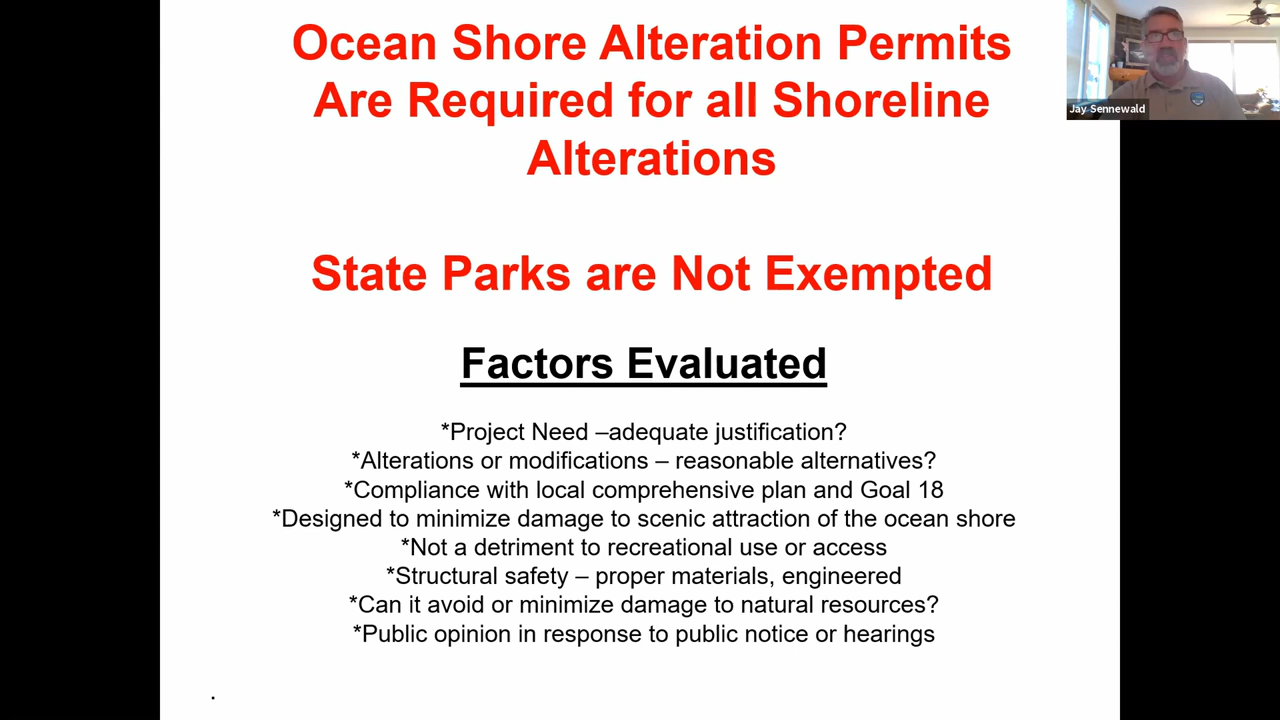 Ocean Shore Alteration Permits
Are Required for all Shoreline
Alterations
State Parks are Not Exempted
Factors Evaluated
*Project Need –adequate justification?
*Alterations or modifications – reasonable alternatives?
*Compliance with local comprehensive plan and Goal 18
*Designed to minimize damage to scenic attraction of the ocean shore
*Not a detriment to recreational use or access
*Structural safety – proper materials, engineered
*Can it avoid or minimize damage to natural resources?
*Public opinion in response to public notice or hearings
.
Jay Sennewald